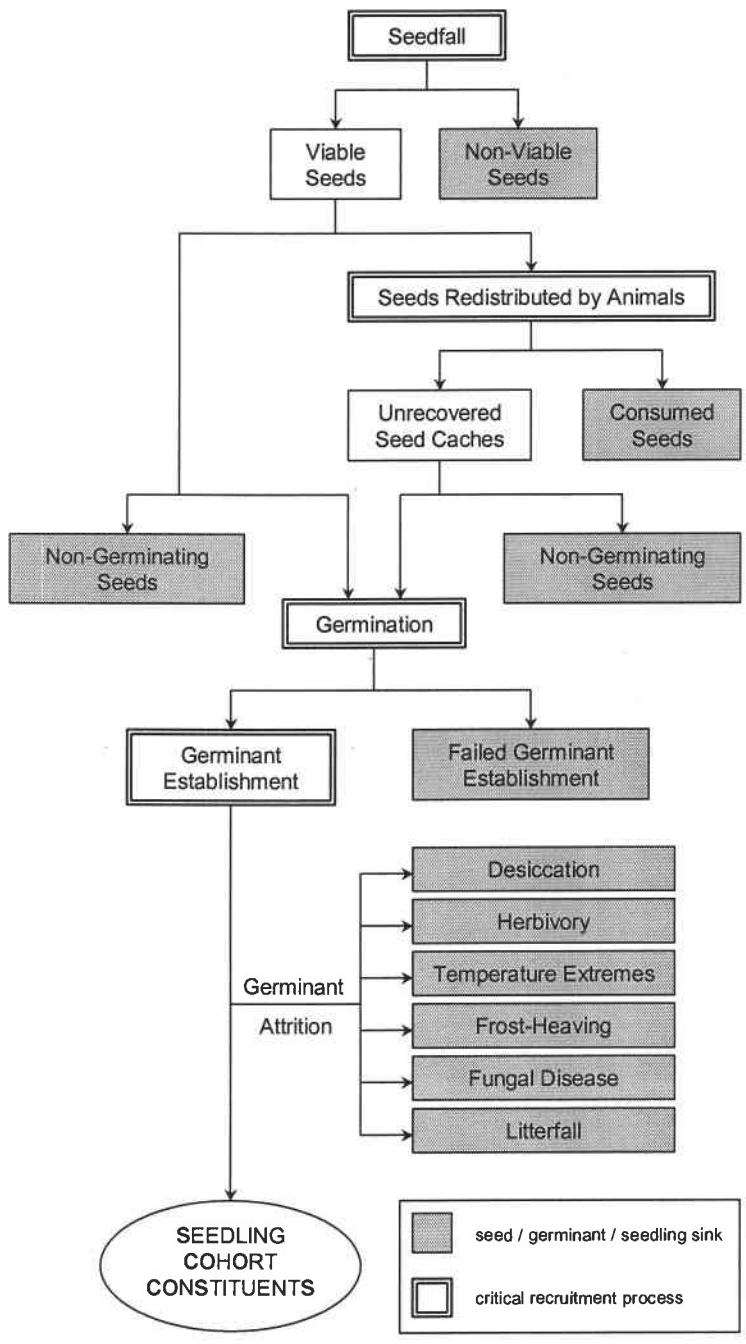 Seedfall
Viable
Seeds
Non-Viable
Seeds
Seeds Redistributed by Animals
Unrecovered
Seed Caches
Consumed
Seeds
Non-Germinating
Seeds
Non-Germinating
Seeds
Germination
Germinant
Establishment
Failed Germinant
Establishment
Desiccation
Herbivory
Temperature Extremes
Germinant
Attrition
Frost-Heaving
Fungal Disease
Litterfall
SEEDLING
COHORT
CONSTITUENTS
seed / germinant / seedling sink
critical recruitment process